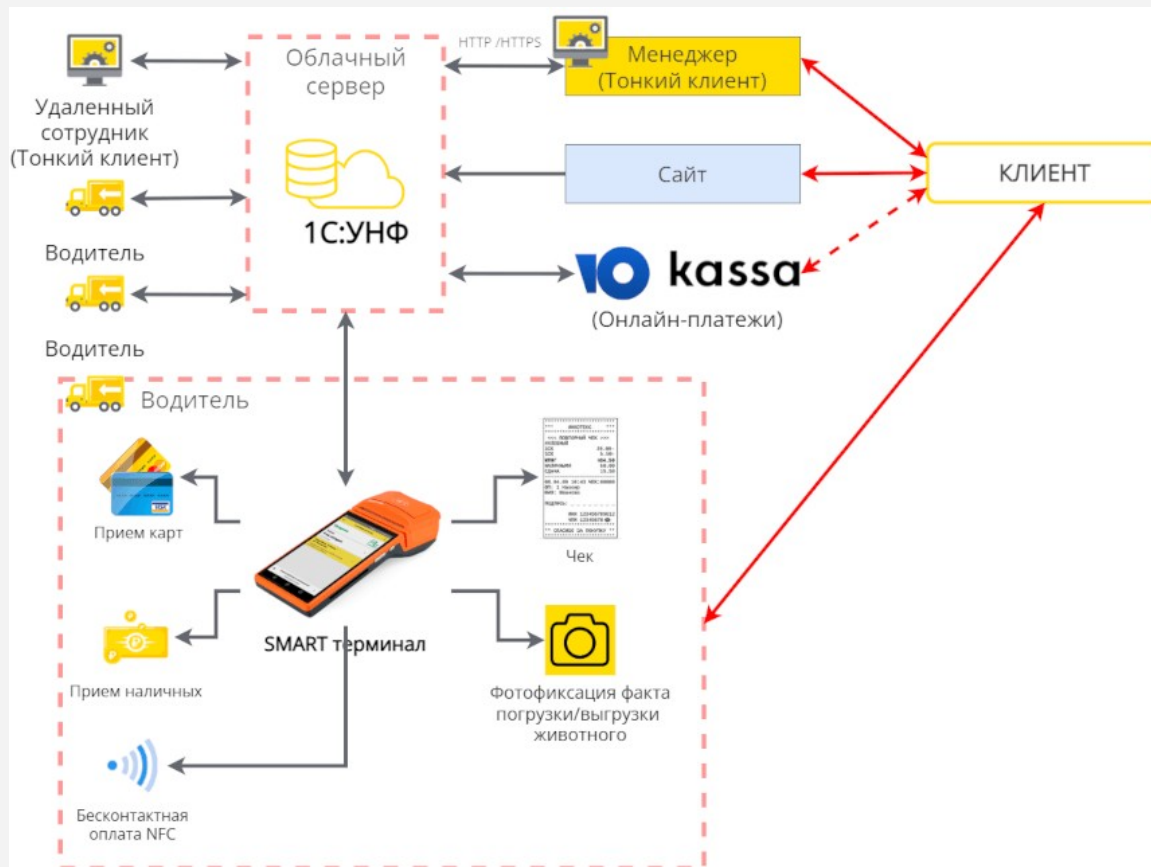 HTTP /HTTPS
Облачный
сервер
Менеджер
(Тонкий клиент)
Удаленный
сотрудник
(Тонкий клиент)
Сайт
КЛИЕНТ
1С:УНФ
Водитель
kassa
(Онлайн-платежи)
Водитель
Водитель
Прием карт
Чек
SMART терминал
Прием наличных
Фотофиксация факта
погрузки/выгрузки
животного
Бесконтактная
оплата NFC